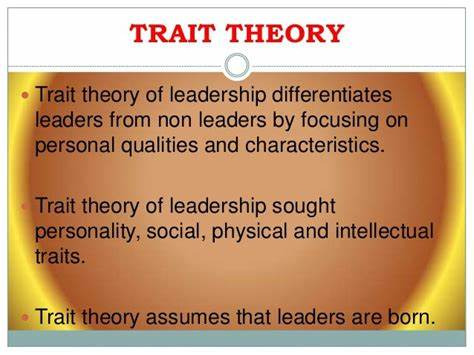 TRAIT THEORY
• Trait theory of leadership differentiates
leaders from non leaders by focusing on
personal qualities and characteristics.
• Trait theory of leadership sought
personality, social, physical and intellectual
traits.
• Trait theory assumes that leaders are born.